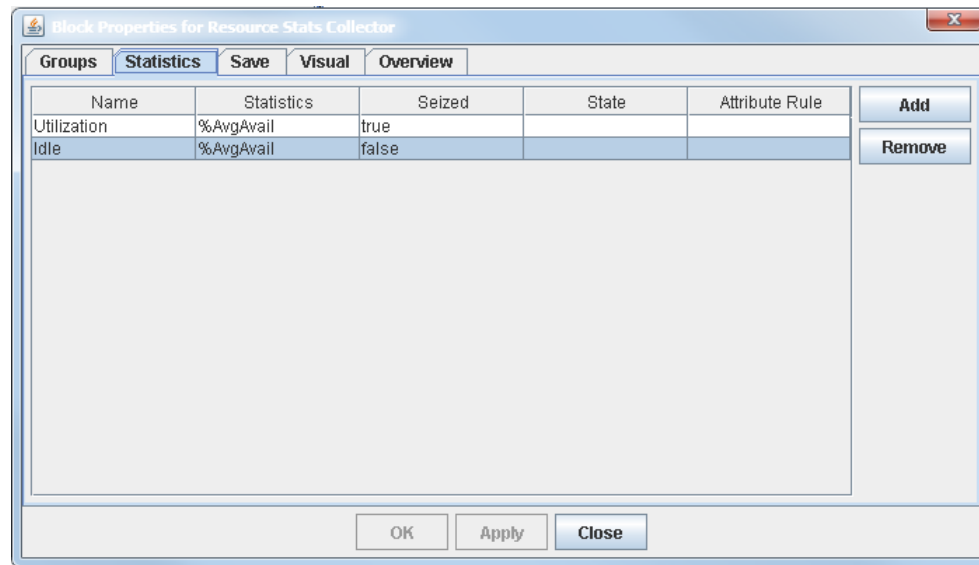 Block Properties for Resource Stats Collector
Groups Statistics Save Visual Overview
Name Statistics Seized State Attribute Rule Add
Utilization %AvgAvail true
Idle %AvgAvail false Remove
OK Apply Close